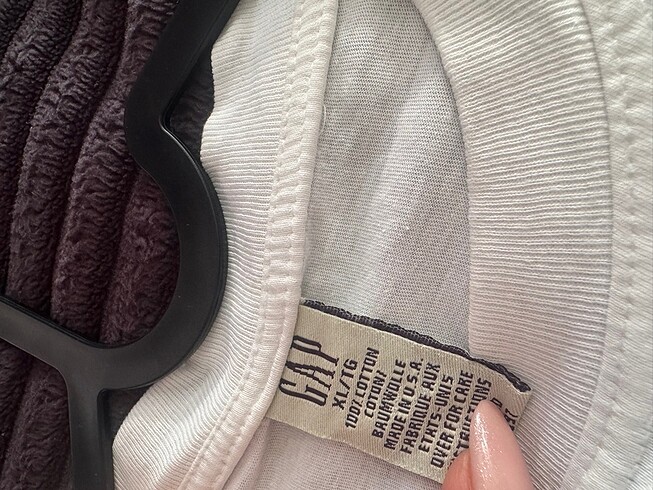 GAP
XL/TG
100% COTTON
COTON/
BAUMWOLLE
MADE IN U.S.A.
FABRIQUE AUX
ETATS-UNIS
OVER FOR CARE